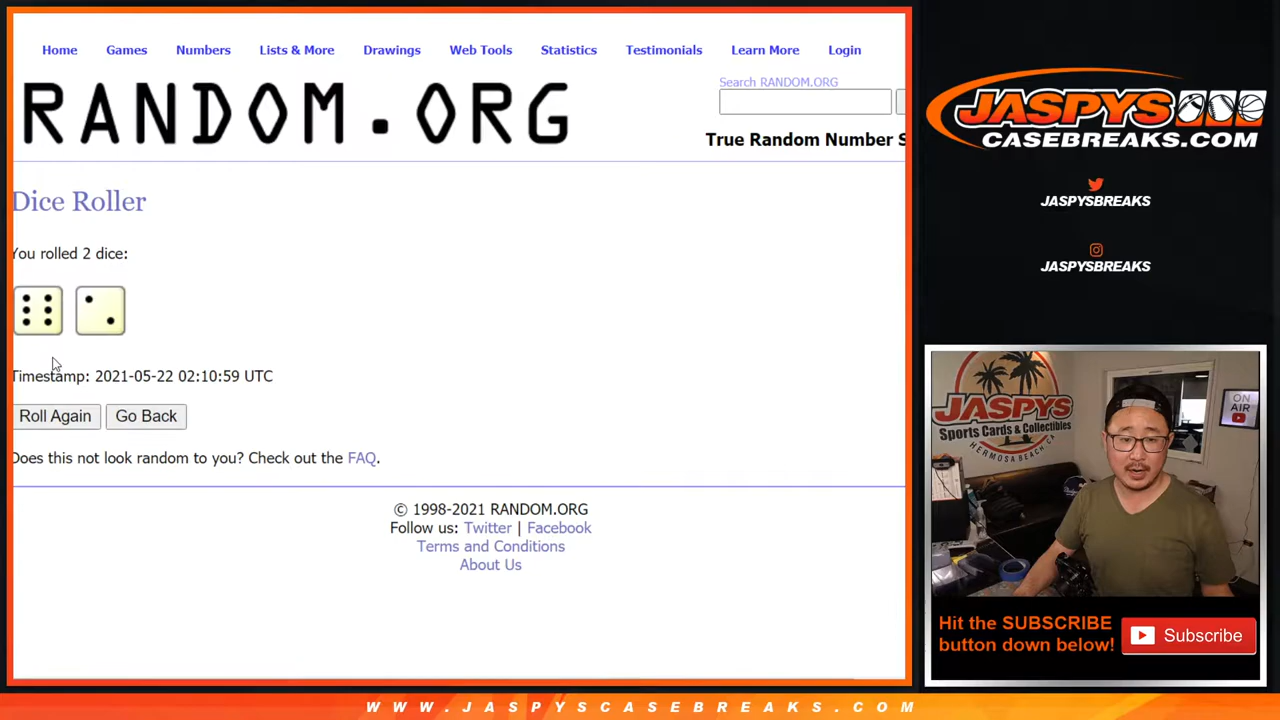 Home Games Numbers Lists & More Drawings Web Tools Statistics Testimonials Learn More Login
RANDOM.ORG
Search RANDOM.ORG
True Random Number S
Dice Roller
You rolled 2 dice:
Timestamp: 2021-05-22 02:10:59 UTC
Roll Again Go Back
Does this not look random to you? Check out the FAQ.
© 1998-2021 RANDOM.ORG
Follow us: Twitter | Facebook
Terms and Conditions
About Us
JASPYS
CASEBREAKS.COM
JASPYSBREAKS
JASPYSBREAKS
JASPYS
Sports Cards & Collectibles
HERMOSA BEACH, CA
ON
AIR
Hit the SUBSCRIBE
button down below!
Subscribe
WWW.JASPYSCASEBREAKS.COM